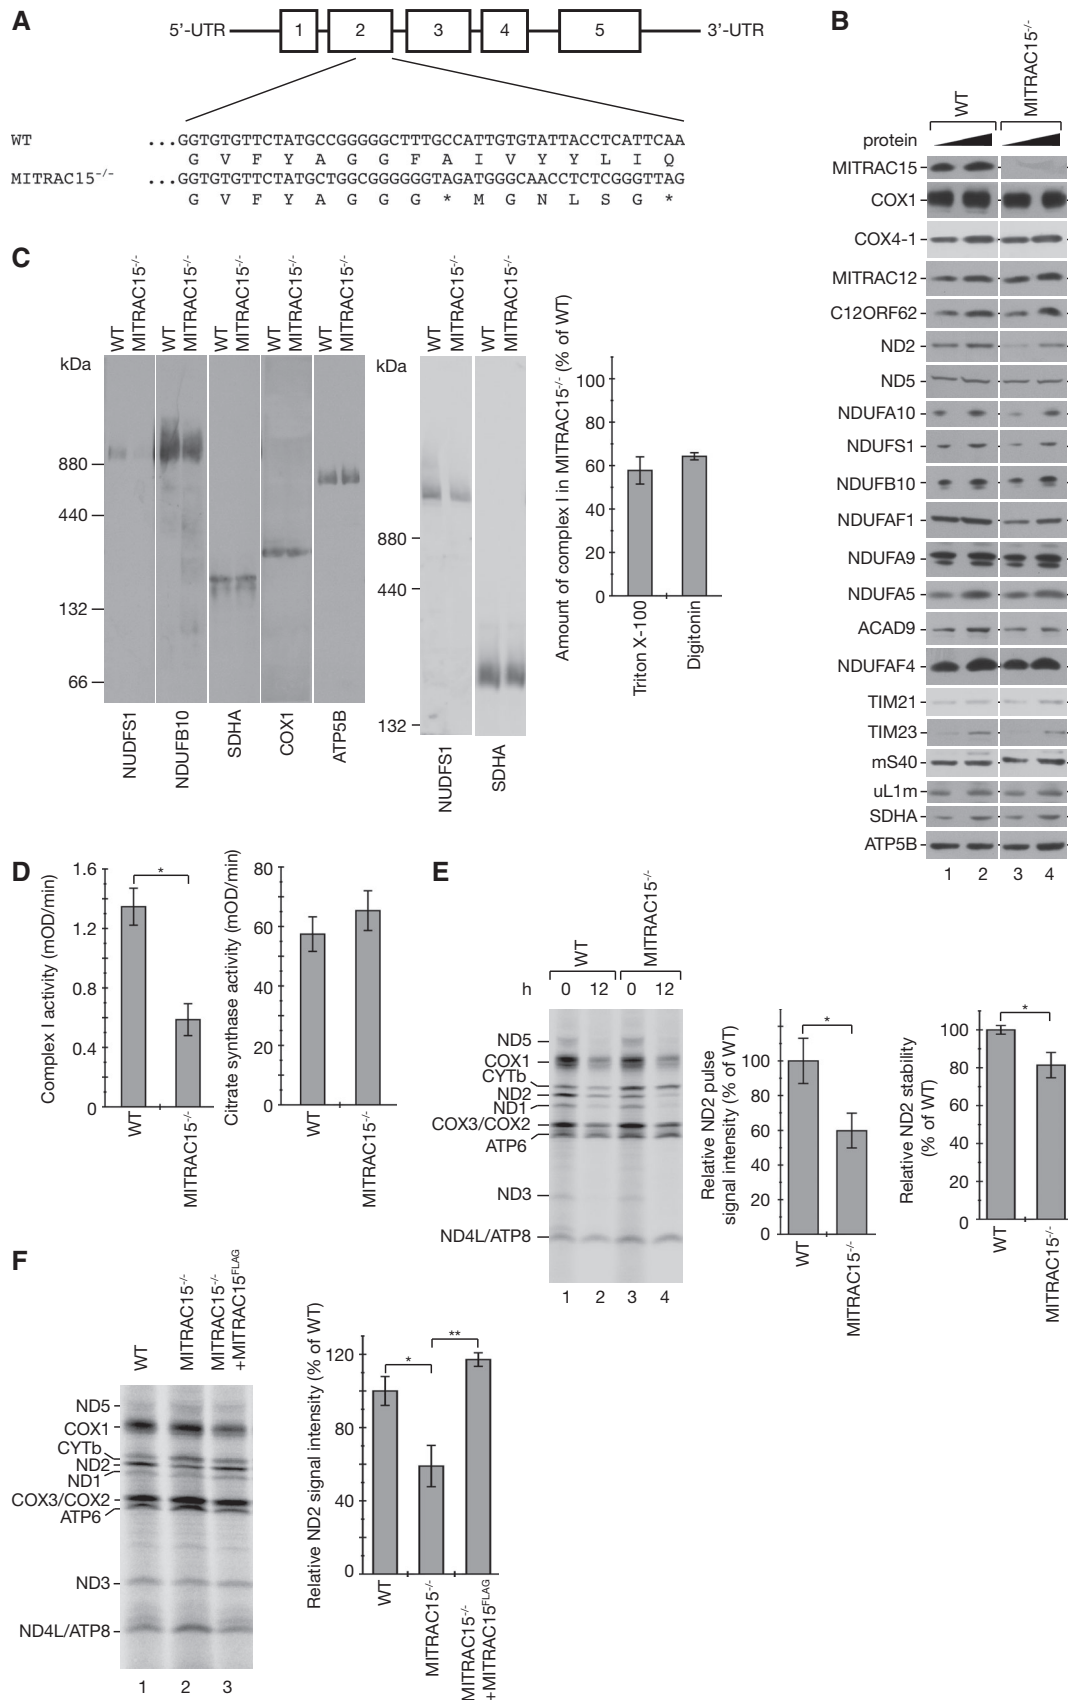 A
5′-UTR 1 2 3 4 5 3′-UTR
WT ...GGTGTGTTCTATGCCGGGGGCTTTGCCATTGTGTATTACCTCATTCAA
G V F Y A G G F A I V Y Y L I Q
MITRAC15-/- ...GGTGTGTTCTATGCTGGCGGGGGGTAGATGGGCAACCTCTCGGGTTAG
G V F Y A G G G * M G N L S G *
B
WT MITRAC15-/-
protein
MITRAC15
COX1
COX4-1
MITRAC12
C12ORF62
ND2
ND5
NDUFA10
NDUFS1
NDUFB10
NDUFAF1
NDUFA9
NDUFA5
ACAD9
NDUFAF4
TIM21
TIM23
mS40
uL1m
SDHA
ATP5B
1 2 3 4
C
WT MITRAC15-/- WT MITRAC15-/- WT MITRAC15-/- WT MITRAC15-/- WT MITRAC15-/-
kDa
880
440
132
66
NUDFS1 NDUFB10 SDHA COX1 ATP5B
WT MITRAC15-/- WT MITRAC15-/-
kDa
880
440
132
NUDFS1 SDHA
Amount of complex I in MITRAC15-/- (% of WT)
100
80
60
40
20
0
Triton X-100 Digitonin
D
Complex I activity (mOD/min)
1.6
1.2
0.8
0.4
0
*
WT MITRAC15-/-
Citrate synthase activity (mOD/min)
80
60
40
20
0
WT MITRAC15-/-
E
WT MITRAC15-/-
h 0 12 0 12
ND5
COX1
CYTb
ND2
ND1
COX3/COX2
ATP6
ND3
ND4L/ATP8
1 2 3 4
Relative ND2 pulse
signal intensity (% of WT)
100
80
60
40
20
0
*
WT MITRAC15-/-
Relative ND2 stability
(% of WT)
100
80
60
40
20
0
*
WT MITRAC15-/-
F
WT MITRAC15-/- MITRAC15-/-
+MITRAC15FLAG
ND5
COX1
CYTb
ND2
ND1
COX3/COX2
ATP6
ND3
ND4L/ATP8
1 2 3
Relative ND2 signal intensity (% of WT)
120
80
40
0
* **
WT MITRAC15-/- MITRAC15-/-
+MITRAC15FLAG